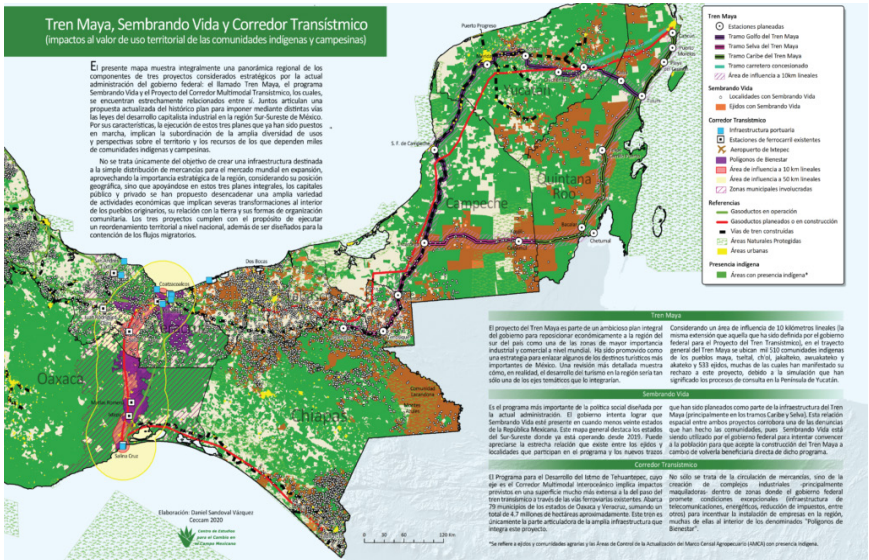 Tren Maya, Sembrando Vida y Corredor Transístmico
(impactos al valor de uso territorial de las comunidades indígenas y campesinas)
El presente mapa muestra integralmente una panorámica regional de los
componentes de tres proyectos considerados estratégicos por la actual
administración del gobierno federal: el llamado Tren Maya, el programa
Sembrando Vida y el Proyecto del Corredor Multimodal Transístmico, los cuales,
se encuentran estrechamente relacionados entre sí. Juntos articulan una
propuesta actualizada del histórico plan para imponer mediante distintas vías
las leyes del desarrollo capitalista industrial en la región Sur-Sureste de México.
Por sus características, la ejecución de estos tres planes que ya han sido puestos
en marcha, implican la subordinación de la amplia diversidad de usos
y perspectivas sobre el territorio y los recursos de los que dependen miles
de comunidades indígenas y campesinas.
No se trata únicamente del objetivo de crear una infraestructura destinada
a la simple distribución de mercancías para el mercado mundial en expansión,
aprovechando la importancia estratégica de la región, considerando su posición
geográfica, sino que apoyándose en estos tres planes integrales, los capitales
público y privado se han propuesto desencadenar una amplia variedad
de actividades económicas que implican severas transformaciones al interior
de los pueblos originarios, su relación con la tierra y sus formas de organización
comunitaria. Los tres proyectos cumplen con el propósito de ejecutar
un reordenamiento territorial a nivel nacional, además de ser diseñados para la
contención de los flujos migratorios.
Puerto Progreso
Yucatán
Cancún
Puerto
Morelos
Tulum
S. F. de Campeche
Campeche
Quintana
Roo
Bacalar
Chetumal
Dos Bocas
Coatzacoalcos
Oaxaca
Matías Romero
Ixtepec
Salina Cruz
Chiapas
Comunidad
Lacandona
Tren Maya
Estaciones planeadas
Tramo Golfo del Tren Maya
Tramo Selva del Tren Maya
Tramo Caribe del Tren Maya
Tramo carretero concesionado
Área de influencia a 10km lineales
Sembrando Vida
Localidades con Sembrando Vida
Ejidos con Sembrando Vida
Corredor Transístmico
Infraestructura portuaria
Estaciones de ferrocarril existentes
Aeropuerto de Ixtepec
Polígonos de Bienestar
Área de influencia a 10 km lineales
Área de influencia a 50 km lineales
Zonas municipales involucradas
Referencias
Gasoductos en operación
Gasoductos planeados o en construcción
Vías de tren construídas
Áreas Naturales Protegidas
Áreas urbanas
Presencia indígena
Áreas con presencia indígena*
Tren Maya
El proyecto del Tren Maya es parte de un ambicioso plan integral
del gobierno para reposicionar económicamente a la región
sur del país como una de las zonas de mayor importancia
industrial y comercial a nivel mundial. Ha sido promovido como
una estrategia para enlazar algunos de los destinos turísticos más
importantes de México. Una revisión más detallada muestra
cómo, en realidad, el desarrollo del turismo en la región sería tan
sólo una de los ejes temáticos que lo integrarían.
Considerando un área de influencia de 10 kilómetros lineales (la
misma extensión que aquella que ha sido definida por el gobierno
federal para el Proyecto del Tren Transístmico), en el trayecto
general del Tren Maya se ubican mil 510 comunidades indígenas
de los pueblos maya, tseltal, ch'ol, jakalteko, awuakateko y
akateko y 533 ejidos, muchas de las cuales han manifestado su
rechazo a este proyecto, debido a la simulación que han
significado los procesos de consulta en la Península de Yucatán.
Sembrando Vida
Es el programa más importante de la política social diseñada por
la actual administración. El gobierno intenta lograr que
Sembrando Vida esté presente en cuando menos veinte estados
de la República Mexicana. Este mapa general destaca los estados
del Sur-Sureste donde ya está operando desde 2019. Puede
apreciarse la estrecha relación que existe entre los ejidos y
localidades que participan en el programa y los nuevos trazos
que han sido planeados como parte de la infraestructura del Tren
Maya (principalmente en los tramos Caribe y Selva). Esta relación
espacial entre ambos proyectos corrobora una de las denuncias
que han hecho las comunidades, pues Sembrando Vida está
siendo utilizado por el gobierno federal para intentar convencer
a la población para que acepte la construcción del Tren Maya a
cambio de volverla beneficiaria directa de dicho programa.
Corredor Transístmico
El Programa para el Desarrollo del Istmo de Tehuantepec, cuyo
eje es el Corredor Multimodal Interoceánico implica impactos
previstos en una superficie mucho más extensa a la del paso del
tren transístmico a través de las vías ferroviarias existentes. Abarca
79 municipios de los estados de Oaxaca y Veracruz, sumando un
total de 4.7 millones de hectáreas aproximadamente. Este tren es
únicamente la parte articuladora de la amplia infraestructura que
integra este proyecto.
No sólo se trata de la circulación de mercancías, sino de la
creación de complejos industriales -principalmente
maquiladoras- dentro de zonas donde el gobierno federal
promete condiciones excepcionales (infraestructura de
telecomunicaciones, energéticos, reducción de impuestos, entre
otros) para incentivar la instalación de empresas en la región,
muchas de ellas al interior de los denominados "Polígonos de
Bienestar".
*Se refiere a ejidos y comunidades agrarias y las Áreas de Control de la Actualización del Marco Censal Agropecuario (AMCA) con presencia indígena.
Elaboración: Daniel Sandoval Vázquez
Ceccam 2020
Centro de Estudios
para el Cambio en
el Campo Mexicano
0
30
60
120 Km